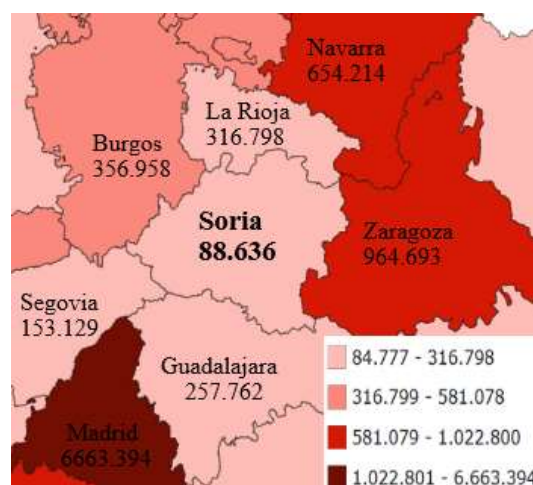 Navarra
654.214
La Rioja
316.798
Burgos
356.958
Soria
88.636
Zaragoza
964.693
Segovia
153.129
Guadalajara
257.762
Madrid
6663.394
84.777 - 316.798
316.799 - 581.078
581.079 - 1.022.800
1.022.801 - 6.663.394